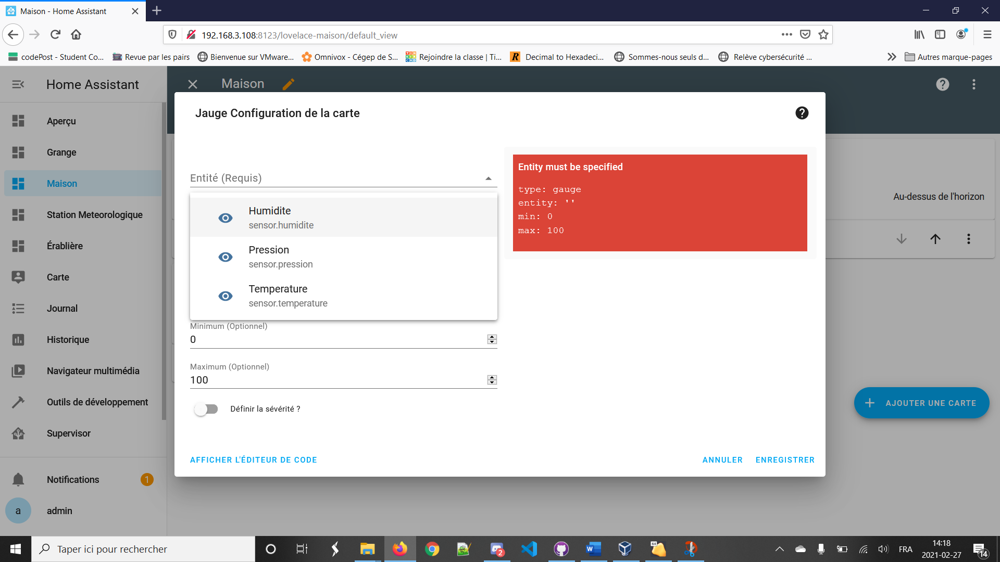 Maison - Home Assistant
192.168.3.108:8123/lovelace-maison/default_view
codePost - Student Co...
Revue par les pairs
Bienvenue sur VMware...
Omnivox - Cégep de S...
Rejoindre la classe | Ti...
R
Decimal to Hexadeci...
Sommes-nous seuls d...
Relève cybersécurité ...
Autres marque-pages
Home Assistant
Maison
Aperçu
Grange
Maison
Station Meteorologique
Érablière
Carte
Journal
Historique
Navigateur multimédia
Outils de développement
Supervisor
Notifications
1
a
admin
Jauge Configuration de la carte
Entité (Requis)
Humidite
sensor.humidite
Pression
sensor.pression
Temperature
sensor.temperature
Minimum (Optionnel)
0
Maximum (Optionnel)
100
Définir la sévérité ?
Entity must be specified
type: gauge
entity: ''
min: 0
max: 100
AFFICHER L'ÉDITEUR DE CODE
ANNULER
ENREGISTRER
Au-dessus de l'horizon
AJOUTER UNE CARTE
Taper ici pour rechercher
2
W
64
FRA
14:18
2021-02-27
14